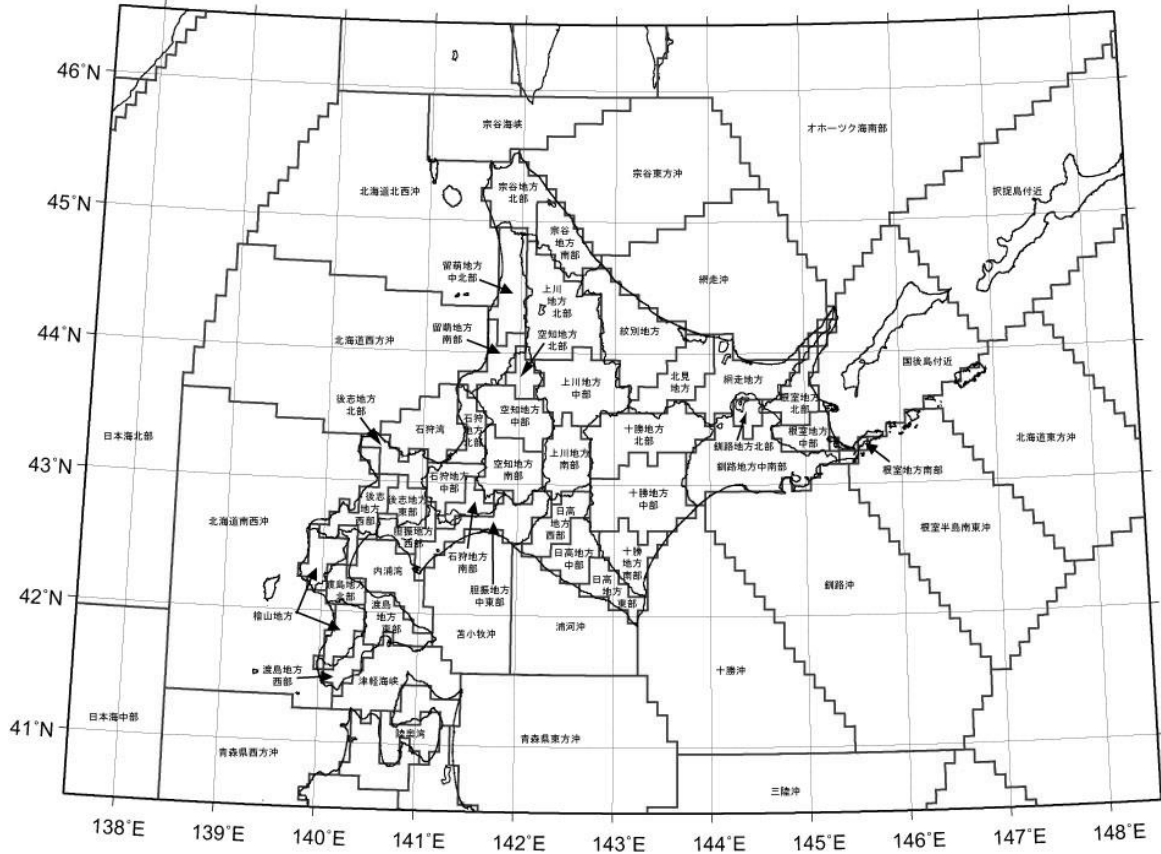 46°N
宗谷海峡
オホーツク海南部
宗谷東方沖
北海道北西沖
宗谷地方
北部
択捉島付近
45°N
宗谷
地方
南部
留萌地方
中北部
網走沖
上川
地方
北部
44°N
留萌地方
南部
空知地方
北部
紋別地方
北海道西方沖
国後島付近
上川地方
中部
北見
地方
網走地方
後志地方
北部
根室地方
北部
石狩湾
石狩
地方
北部
空知地方
中部
十勝地方
北部
根室地方
中部
日本海北部
北海道東方沖
釧路地方北部
43°N
石狩地方
中部
空知地方
南部
上川地方
南部
釧路地方中南部
根室地方南部
後志
地方
西部
後志地方
東部
十勝地方
中部
北海道南西沖
日高
地方
西部
根室半島南東沖
胆振地方
西部
石狩地方
南部
日高地方
中部
十勝
地方
南部
内浦湾
42°N
渡島地方
北部
胆振地方
中東部
日高
地方
東部
釧路沖
檜山地方
渡島
地方
東部
苫小牧沖
浦河沖
渡島地方
西部
津軽海峡
十勝沖
41°N
日本海中部
陸奥湾
青森県西方沖
青森県東方沖
三陸沖
138°E
139°E
140°E
141°E
142°E
143°E
144°E
145°E
146°E
147°E
148°E